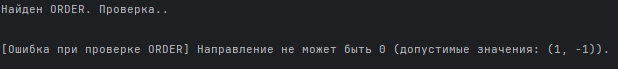 Найден ORDER. Проверка..
[Ошибка при проверке ORDER] Направление не может быть 0 (допустимые значения: (1, -1)).